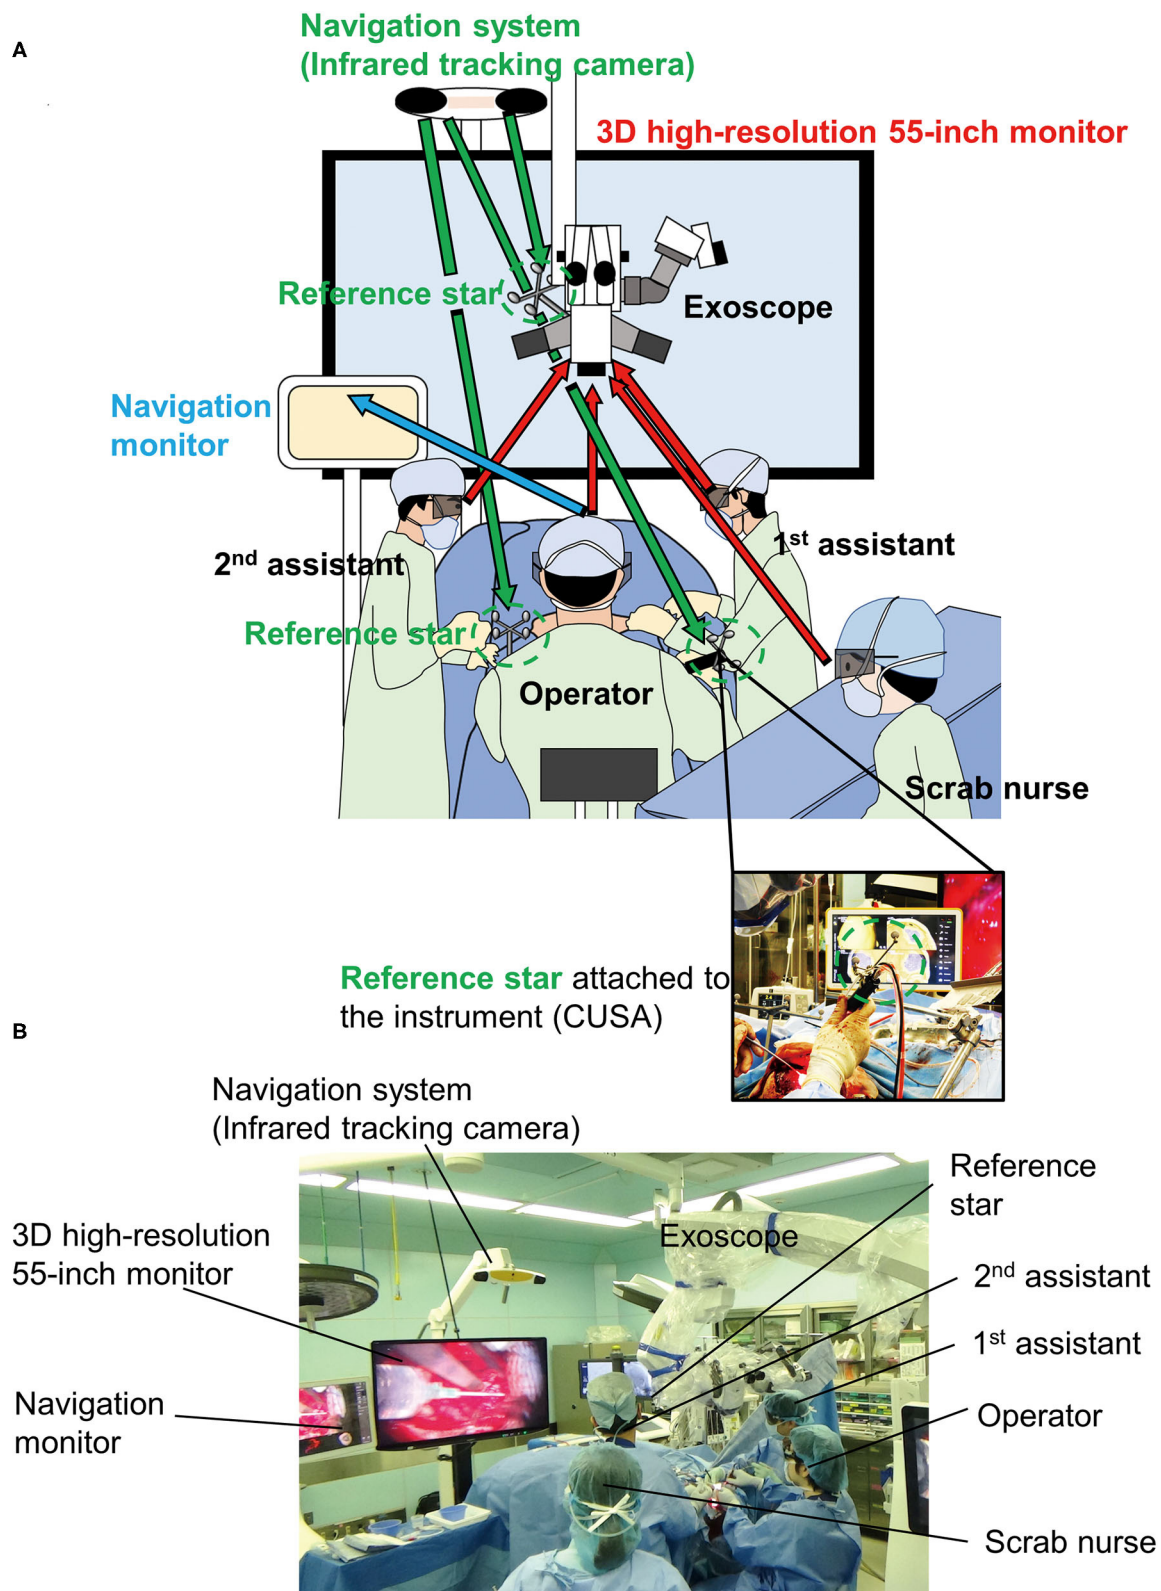 A
Navigation system
(Infrared tracking camera)
3D high-resolution 55-inch monitor
Reference star
Exoscope
Navigation
monitor
1st assistant
2nd assistant
Reference star
Operator
Scrab nurse
Reference star attached to
the instrument (CUSA)
B
Navigation system
(Infrared tracking camera)
Reference
star
Exoscope
3D high-resolution
55-inch monitor
2nd assistant
1st assistant
Navigation
monitor
Operator
Scrab nurse